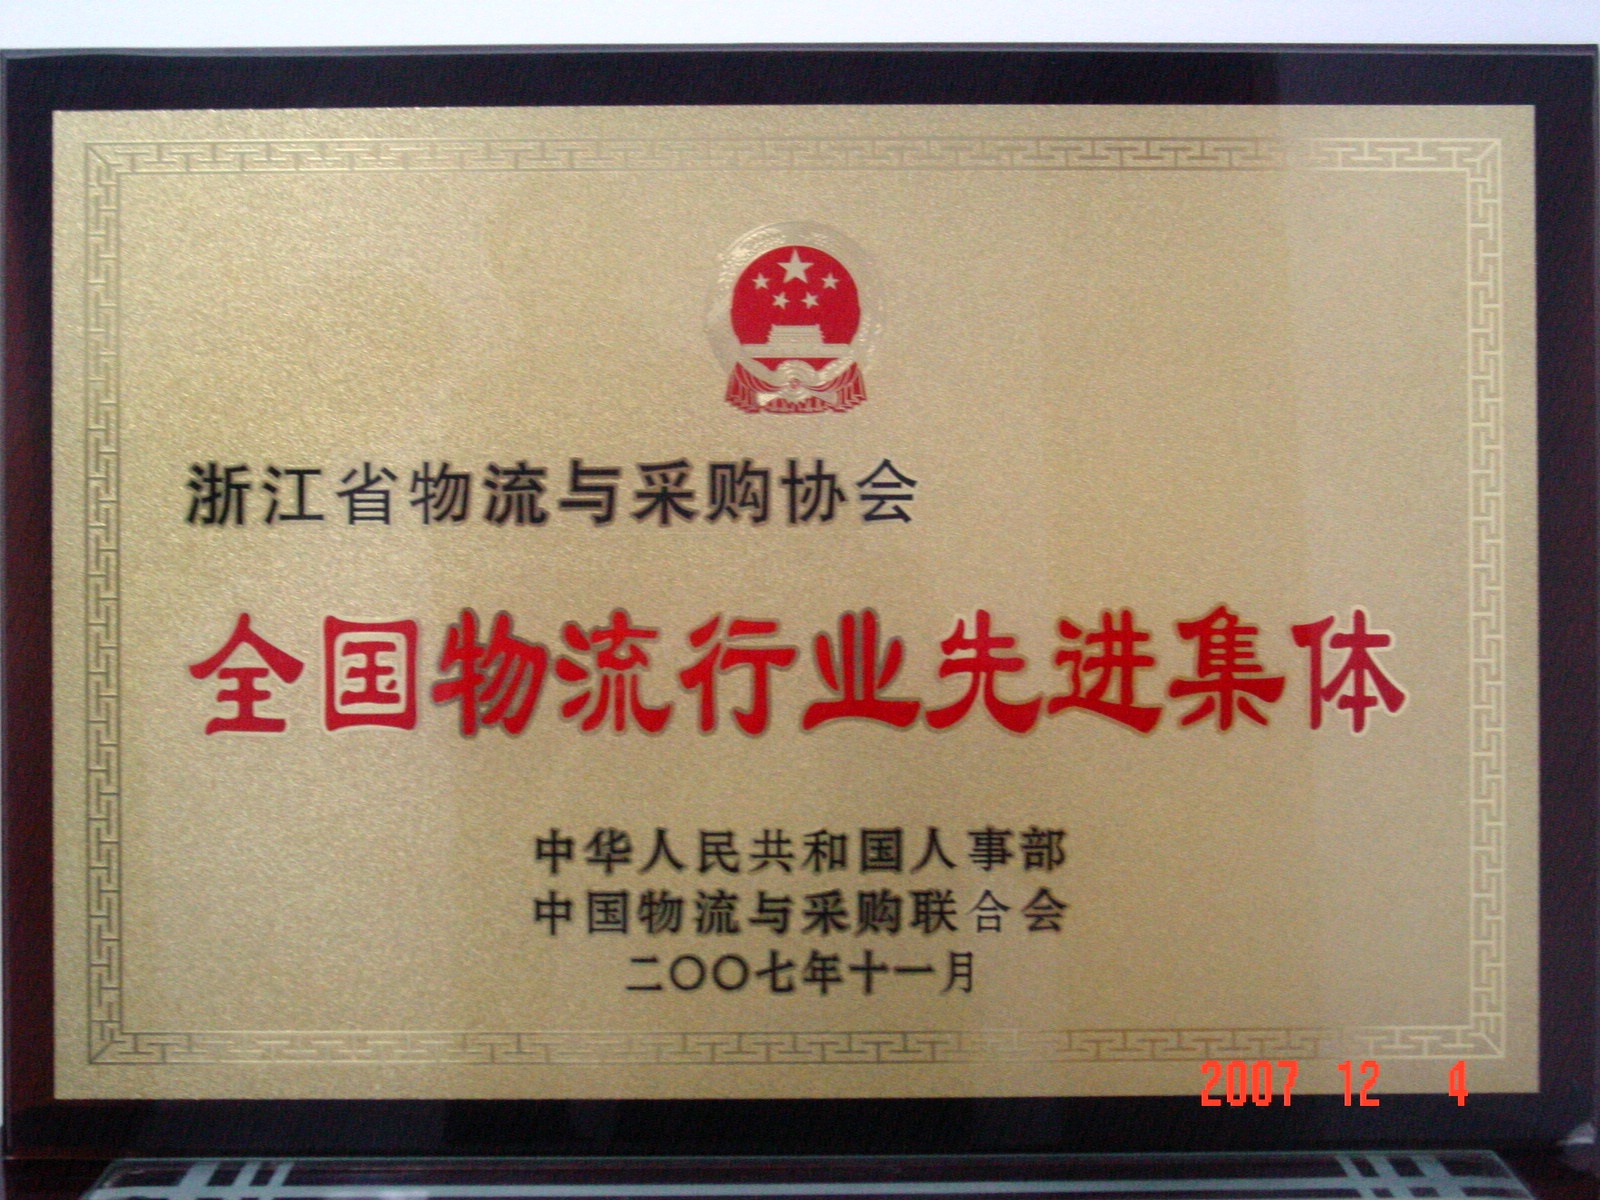 浙江省物流与采购协会
全国物流行业先进集体
中华人民共和国人事部
中国物流与采购联合会
二〇〇七年十一月
2007 12 4